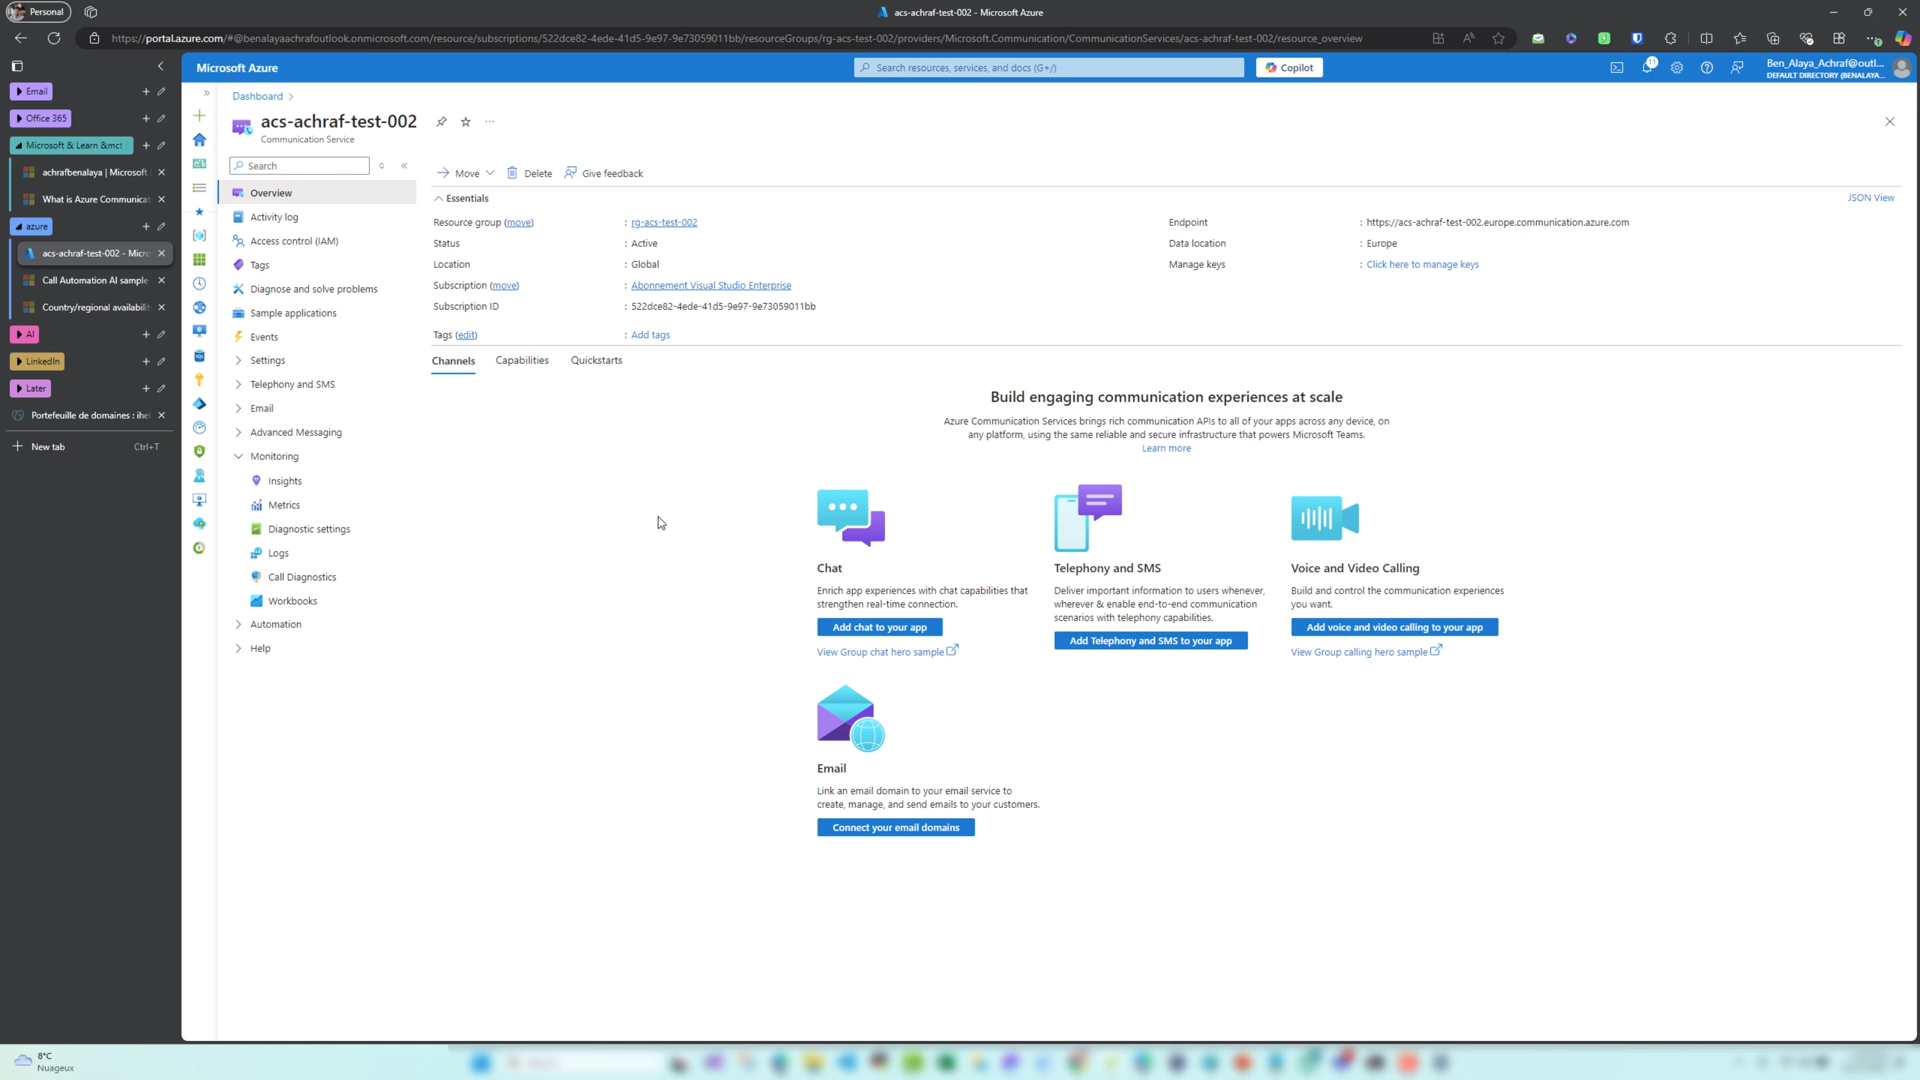 Personal
acs-achraf-test-002 - Microsoft Azure
https://portal.azure.com/#@benalayaachrafoutlook.onmicrosoft.com/resource/subscriptions/522dce82-4ede-41d5-9e97-9e73059011bb/resourceGroups/rg-acs-test-002/providers/Microsoft.Communication/CommunicationServices/acs-achraf-test-002/resource_overview
Email
Office 365
Microsoft & Learn &mct
achrafbenalaya | Microsoft
What is Azure Communicat
azure
acs-achraf-test-002 - Micro
Call Automation AI sample
Country/regional availabili
AI
LinkedIn
Later
Portefeuille de domaines : ihe
New tab
Ctrl+T
Microsoft Azure
Search resources, services, and docs (G+/)
Copilot
11
Ben_Alaya_Achraf@outl...
DEFAULT DIRECTORY (BENALAYA...
Dashboard >
acs-achraf-test-002
Communication Service
Search
Overview
Activity log
Access control (IAM)
Tags
Diagnose and solve problems
Sample applications
Events
Settings
Telephony and SMS
Email
Advanced Messaging
Monitoring
Insights
Metrics
Diagnostic settings
Logs
Call Diagnostics
Workbooks
Automation
Help
Move
Delete
Give feedback
Essentials
JSON View
Resource group (move) : rg-acs-test-002
Status : Active
Location : Global
Subscription (move) : Abonnement Visual Studio Enterprise
Subscription ID : 522dce82-4ede-41d5-9e97-9e73059011bb
Endpoint : https://acs-achraf-test-002.europe.communication.azure.com
Data location : Europe
Manage keys : Click here to manage keys
Tags (edit) : Add tags
Channels
Capabilities
Quickstarts
Build engaging communication experiences at scale
Azure Communication Services brings rich communication APIs to all of your apps across any device, on
any platform, using the same reliable and secure infrastructure that powers Microsoft Teams.
Learn more
Chat
Enrich app experiences with chat capabilities that
strengthen real-time connection.
Add chat to your app
View Group chat hero sample
Telephony and SMS
Deliver important information to users whenever,
wherever & enable end-to-end communication
scenarios with telephony capabilities.
Add Telephony and SMS to your app
Voice and Video Calling
Build and control the communication experiences
you want.
Add voice and video calling to your app
View Group calling hero sample
Email
Link an email domain to your email service to
create, manage, and send emails to your customers.
Connect your email domains
8°C
Nuageux